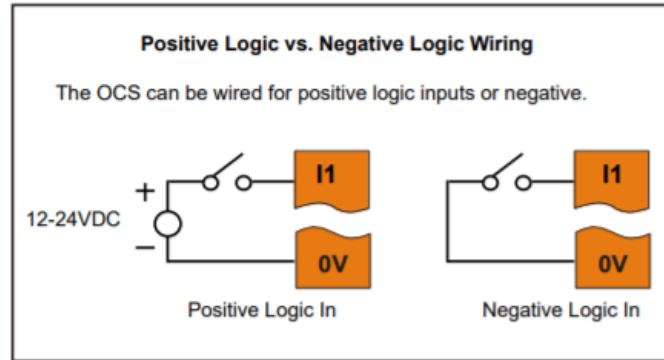 Positive Logic vs. Negative Logic Wiring
The OCS can be wired for positive logic inputs or negative.
I1
I1
+
12-24VDC
−
0V
0V
Positive Logic In
Negative Logic In